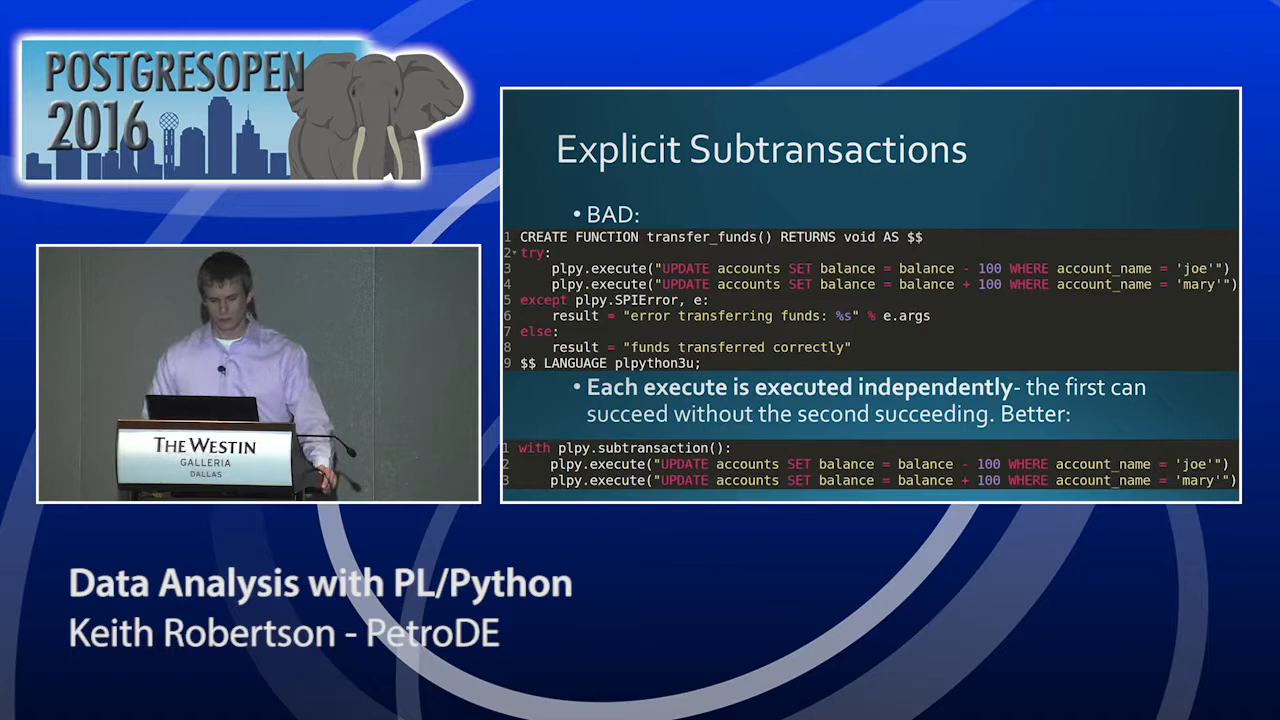 POSTGRESOPEN
2016
THE WESTIN
GALLERIA
DALLAS
Explicit Subtransactions
• BAD:
1 CREATE FUNCTION transfer_funds() RETURNS void AS $$
2 try:
3 plpy.execute("UPDATE accounts SET balance = balance - 100 WHERE account_name = 'joe'")
4 plpy.execute("UPDATE accounts SET balance = balance + 100 WHERE account_name = 'mary'")
5 except plpy.SPIError, e:
6 result = "error transferring funds: %s" % e.args
7 else:
8 result = "funds transferred correctly"
9 $$ LANGUAGE plpython3u;
• Each execute is executed independently- the first can
succeed without the second succeeding. Better:
1 with plpy.subtransaction():
2 plpy.execute("UPDATE accounts SET balance = balance - 100 WHERE account_name = 'joe'")
3 plpy.execute("UPDATE accounts SET balance = balance + 100 WHERE account_name = 'mary'")
Data Analysis with PL/Python
Keith Robertson - PetroDE